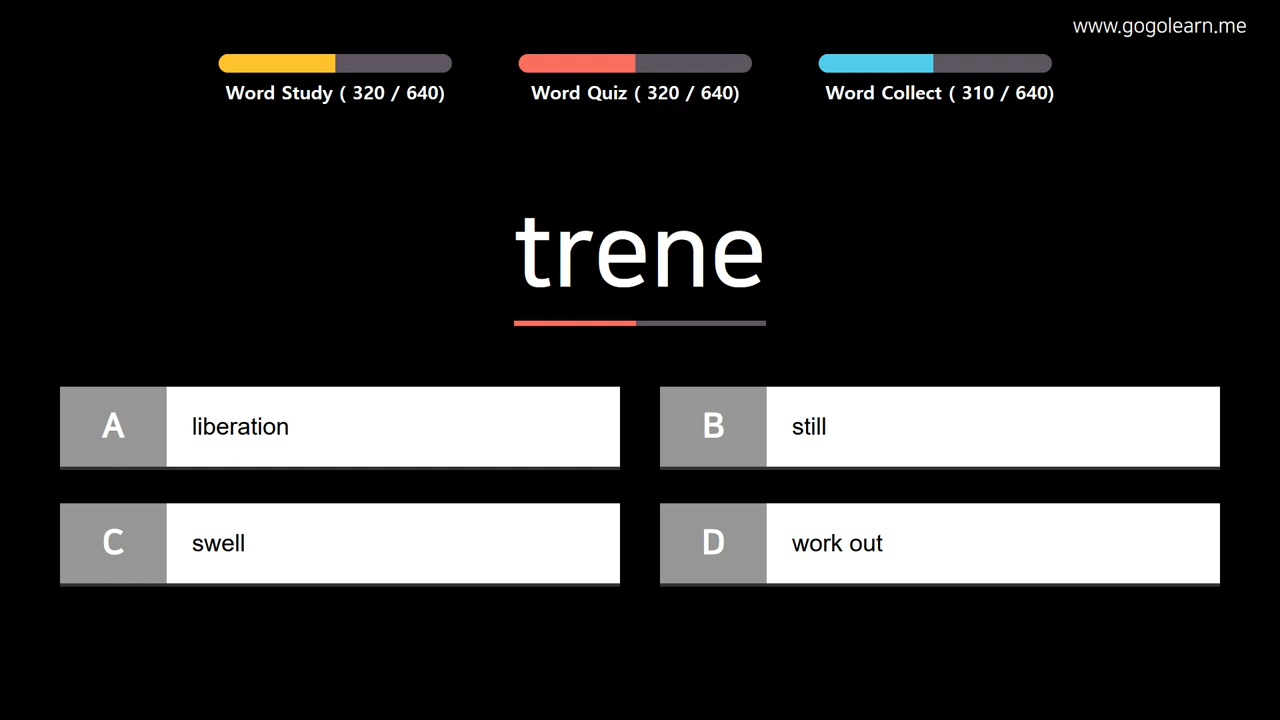 www.gogolearn.me
Word Study ( 320 / 640)
Word Quiz ( 320 / 640)
Word Collect ( 310 / 640)
trene
A
liberation
B
still
C
swell
D
work out